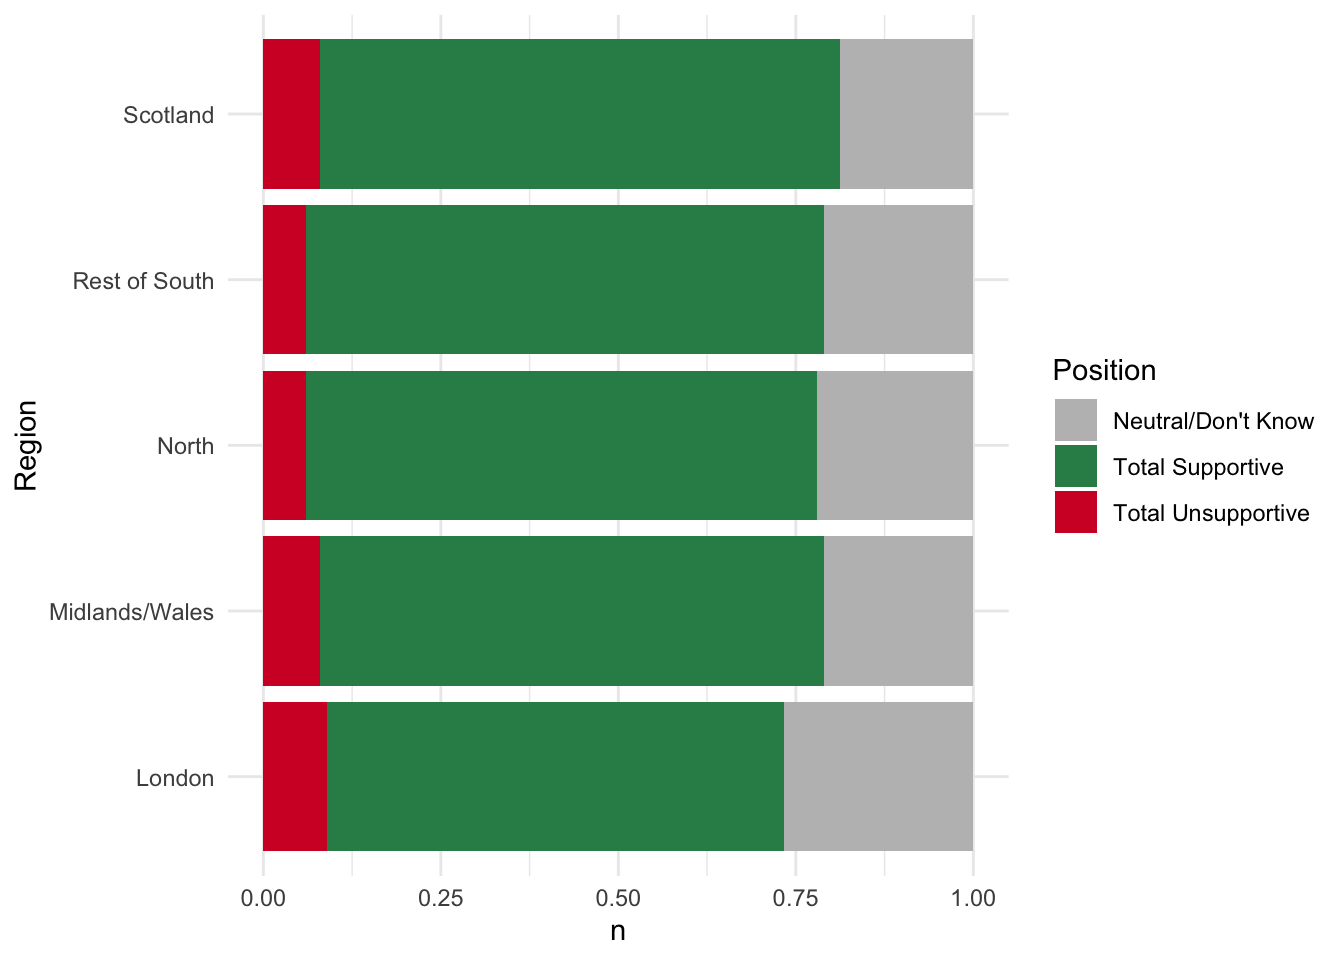 Scotland
Rest of South
North
Midlands/Wales
London
Region
0.00 0.25 0.50 0.75 1.00
n
Position
Neutral/Don't Know
Total Supportive
Total Unsupportive